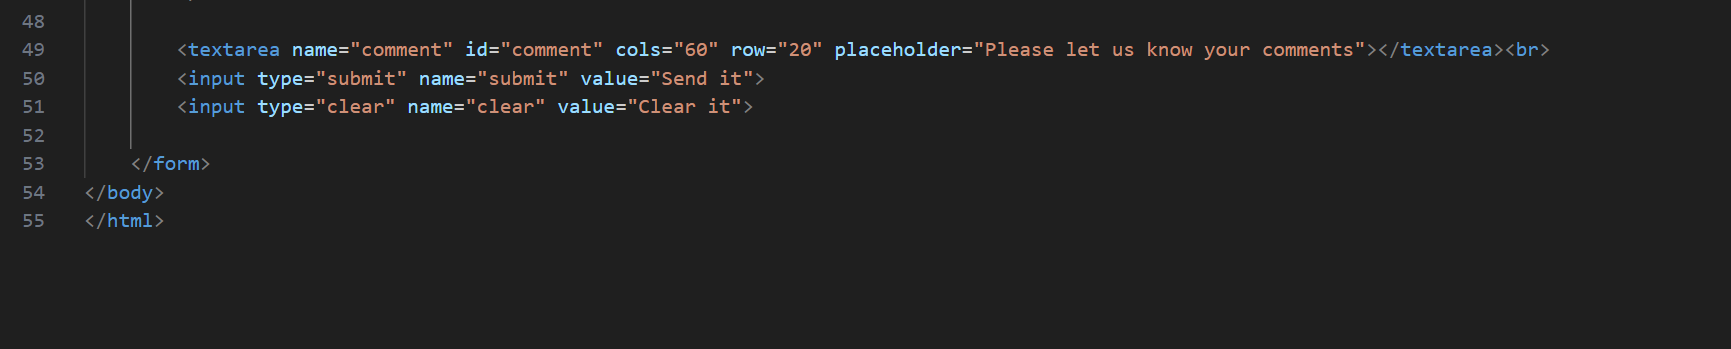 48
49 <textarea name="comment" id="comment" cols="60" row="20" placeholder="Please let us know your comments"></textarea><br>
50 <input type="submit" name="submit" value="Send it">
51 <input type="clear" name="clear" value="Clear it">
52
53 </form>
54 </body>
55 </html>